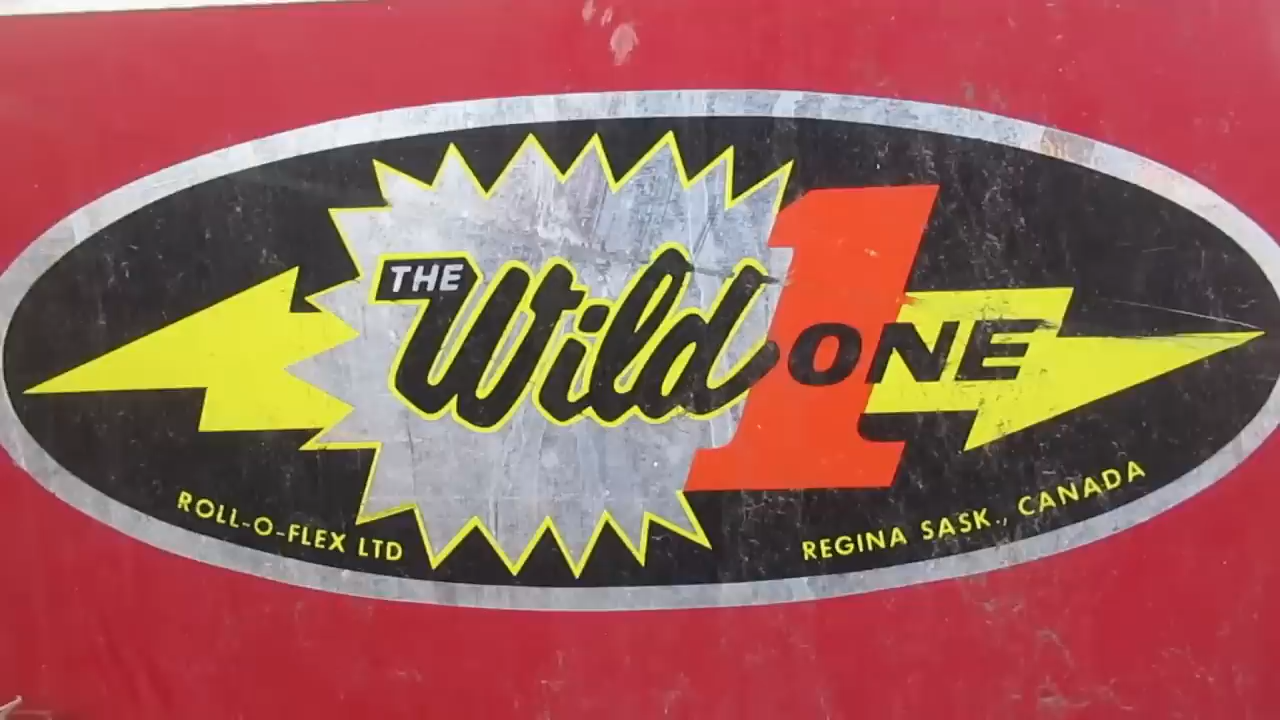 THE
Wild 1 ONE
ROLL-O-FLEX LTD
REGINA SASK., CANADA